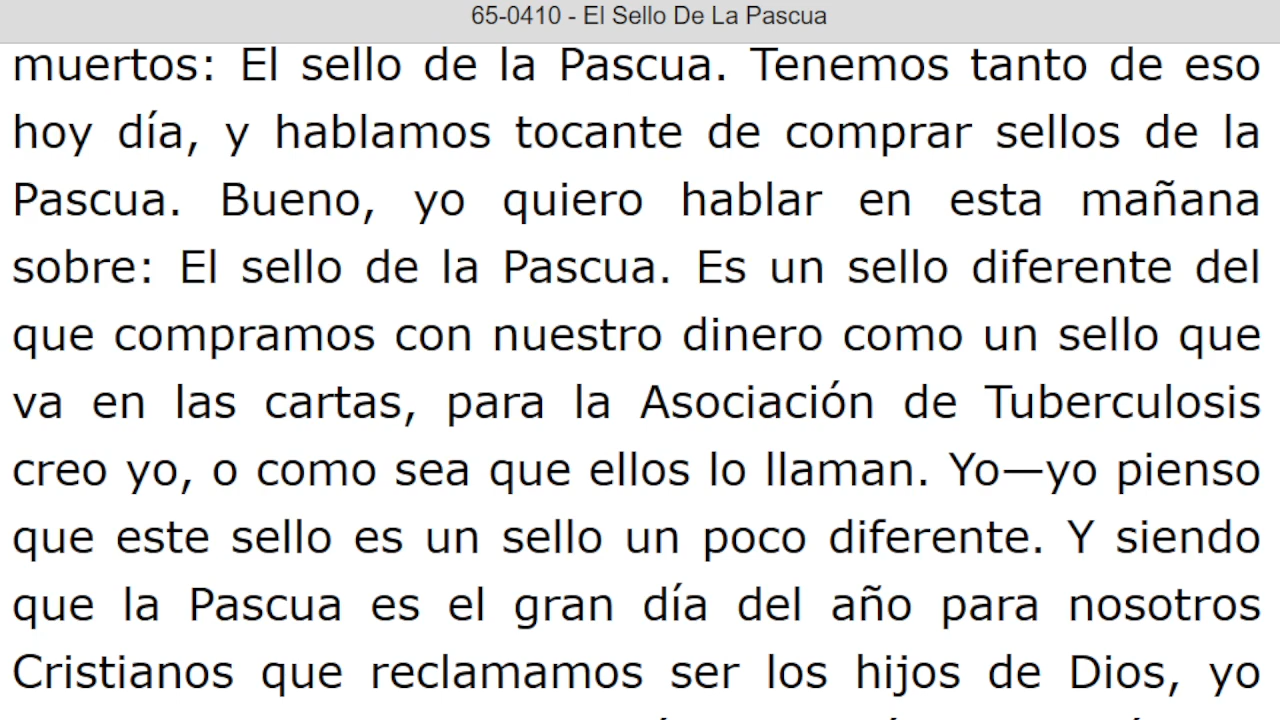 65-0410 - El Sello De La Pascua
muertos: El sello de la Pascua. Tenemos tanto de eso
hoy día, y hablamos tocante de comprar sellos de la
Pascua. Bueno, yo quiero hablar en esta mañana
sobre: El sello de la Pascua. Es un sello diferente del
que compramos con nuestro dinero como un sello que
va en las cartas, para la Asociación de Tuberculosis
creo yo, o como sea que ellos lo llaman. Yo—yo pienso
que este sello es un sello un poco diferente. Y siendo
que la Pascua es el gran día del año para nosotros
Cristianos que reclamamos ser los hijos de Dios, yo